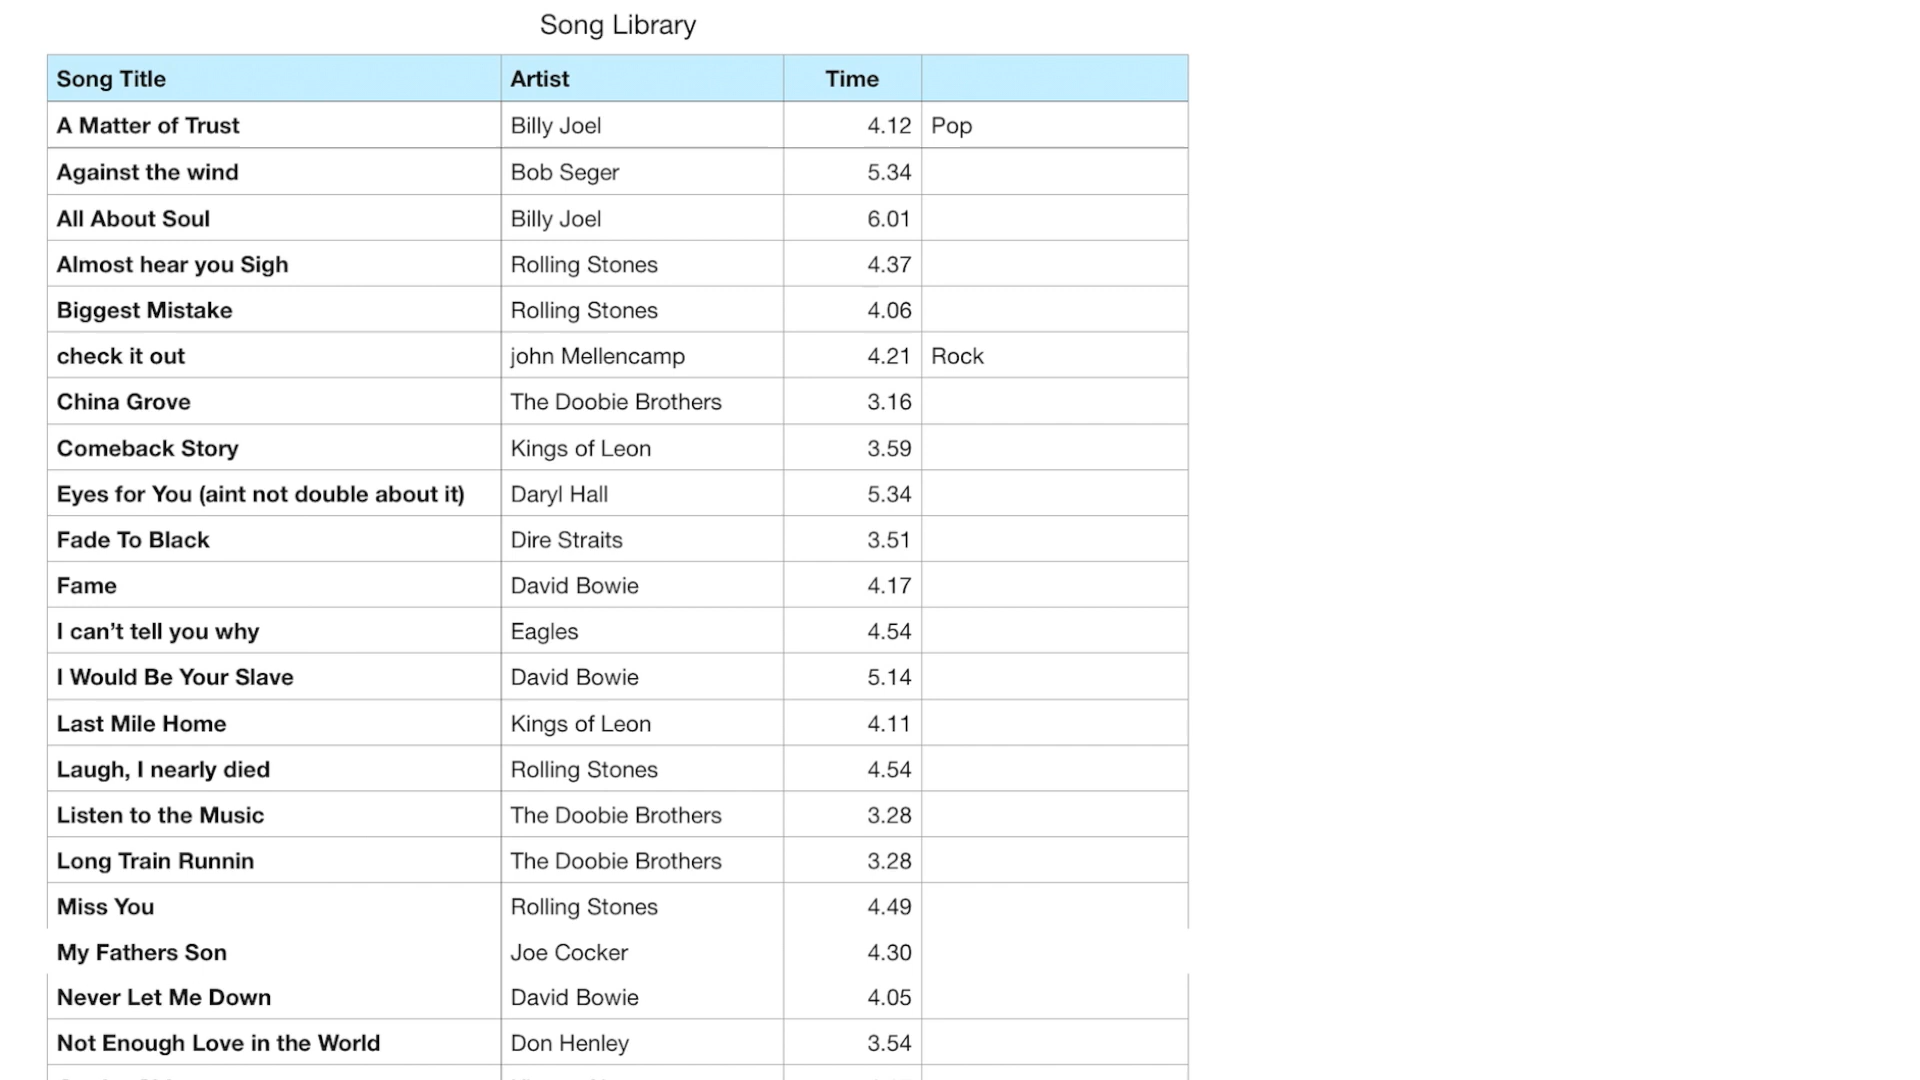 Song Library
Song Title Artist Time
A Matter of Trust Billy Joel 4.12 Pop
Against the wind Bob Seger 5.34
All About Soul Billy Joel 6.01
Almost hear you Sigh Rolling Stones 4.37
Biggest Mistake Rolling Stones 4.06
check it out john Mellencamp 4.21 Rock
China Grove The Doobie Brothers 3.16
Comeback Story Kings of Leon 3.59
Eyes for You (aint not double about it) Daryl Hall 5.34
Fade To Black Dire Straits 3.51
Fame David Bowie 4.17
I can’t tell you why Eagles 4.54
I Would Be Your Slave David Bowie 5.14
Last Mile Home Kings of Leon 4.11
Laugh, I nearly died Rolling Stones 4.54
Listen to the Music The Doobie Brothers 3.28
Long Train Runnin The Doobie Brothers 3.28
Miss You Rolling Stones 4.49
My Fathers Son Joe Cocker 4.30
Never Let Me Down David Bowie 4.05
Not Enough Love in the World Don Henley 3.54